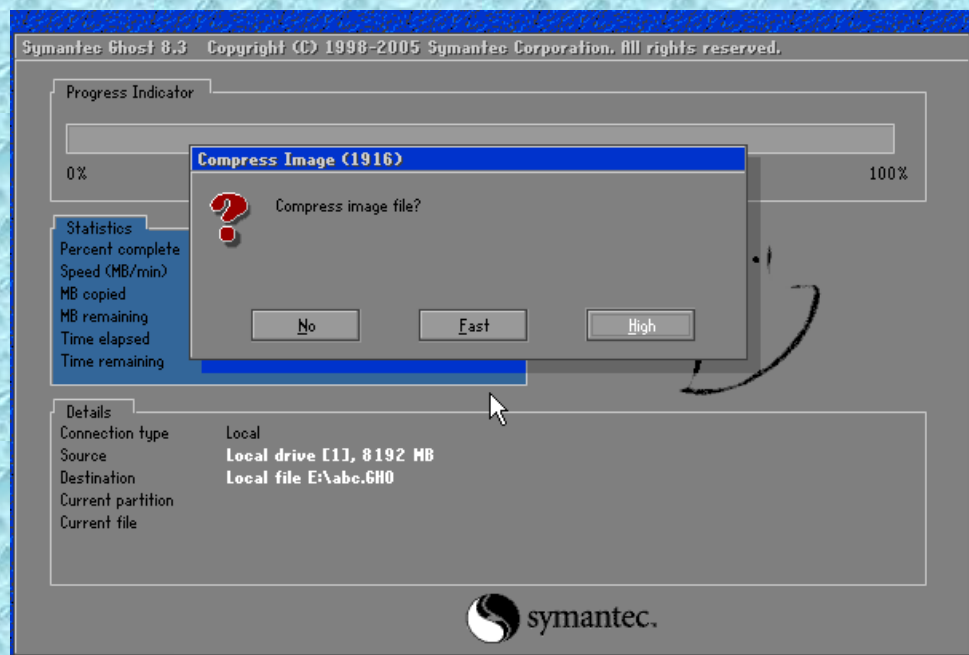 Symantec Ghost 8.3 Copyright (C) 1998-2005 Symantec Corporation. All rights reserved.
Progress Indicator
0% 100%
Compress Image (1916)
Compress image file?
No Fast High
Statistics
Percent complete
Speed (MB/min)
MB copied
MB remaining
Time elapsed
Time remaining
Details
Connection type Local
Source Local drive [1], 8192 MB
Destination Local file E:\abc.GHO
Current partition
Current file
symantec.